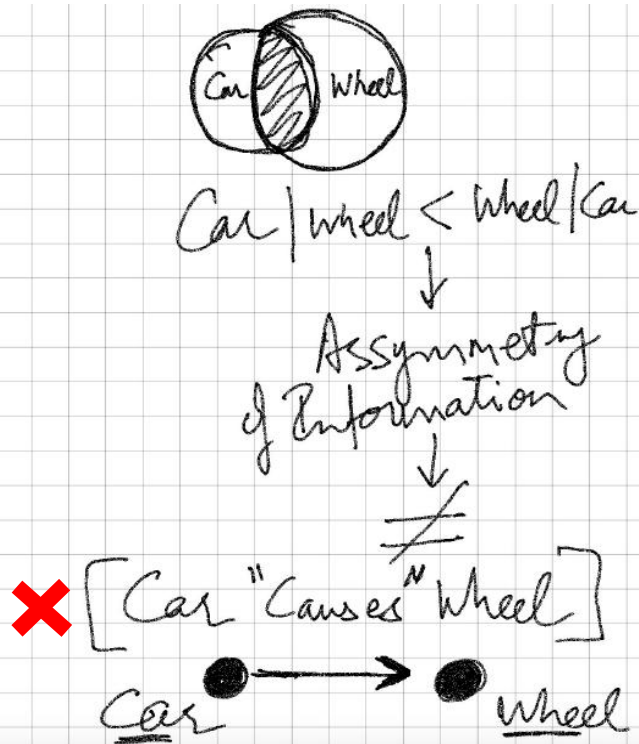 Car Wheel
Car | wheel < Wheel | Car
Assymmetry
of Information
≠
[Car "Causes" Wheel]
Car Wheel